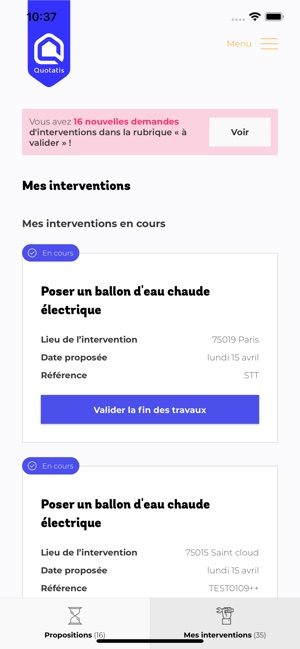 10:37
Quotatis
Menu
Vous avez 16 nouvelles demandes
d'interventions dans la rubrique « à
valider » !
Voir
Mes interventions
Mes interventions en cours
En cours
Poser un ballon d'eau chaude
électrique
Lieu de l'intervention 75019 Paris
Date proposée lundi 15 avril
Référence STT
Valider la fin des travaux
En cours
Poser un ballon d'eau chaude
électrique
Lieu de l'intervention 75015 Saint cloud
Date proposée lundi 15 avril
Référence TEST0109++
Propositions (16)
Mes interventions (35)